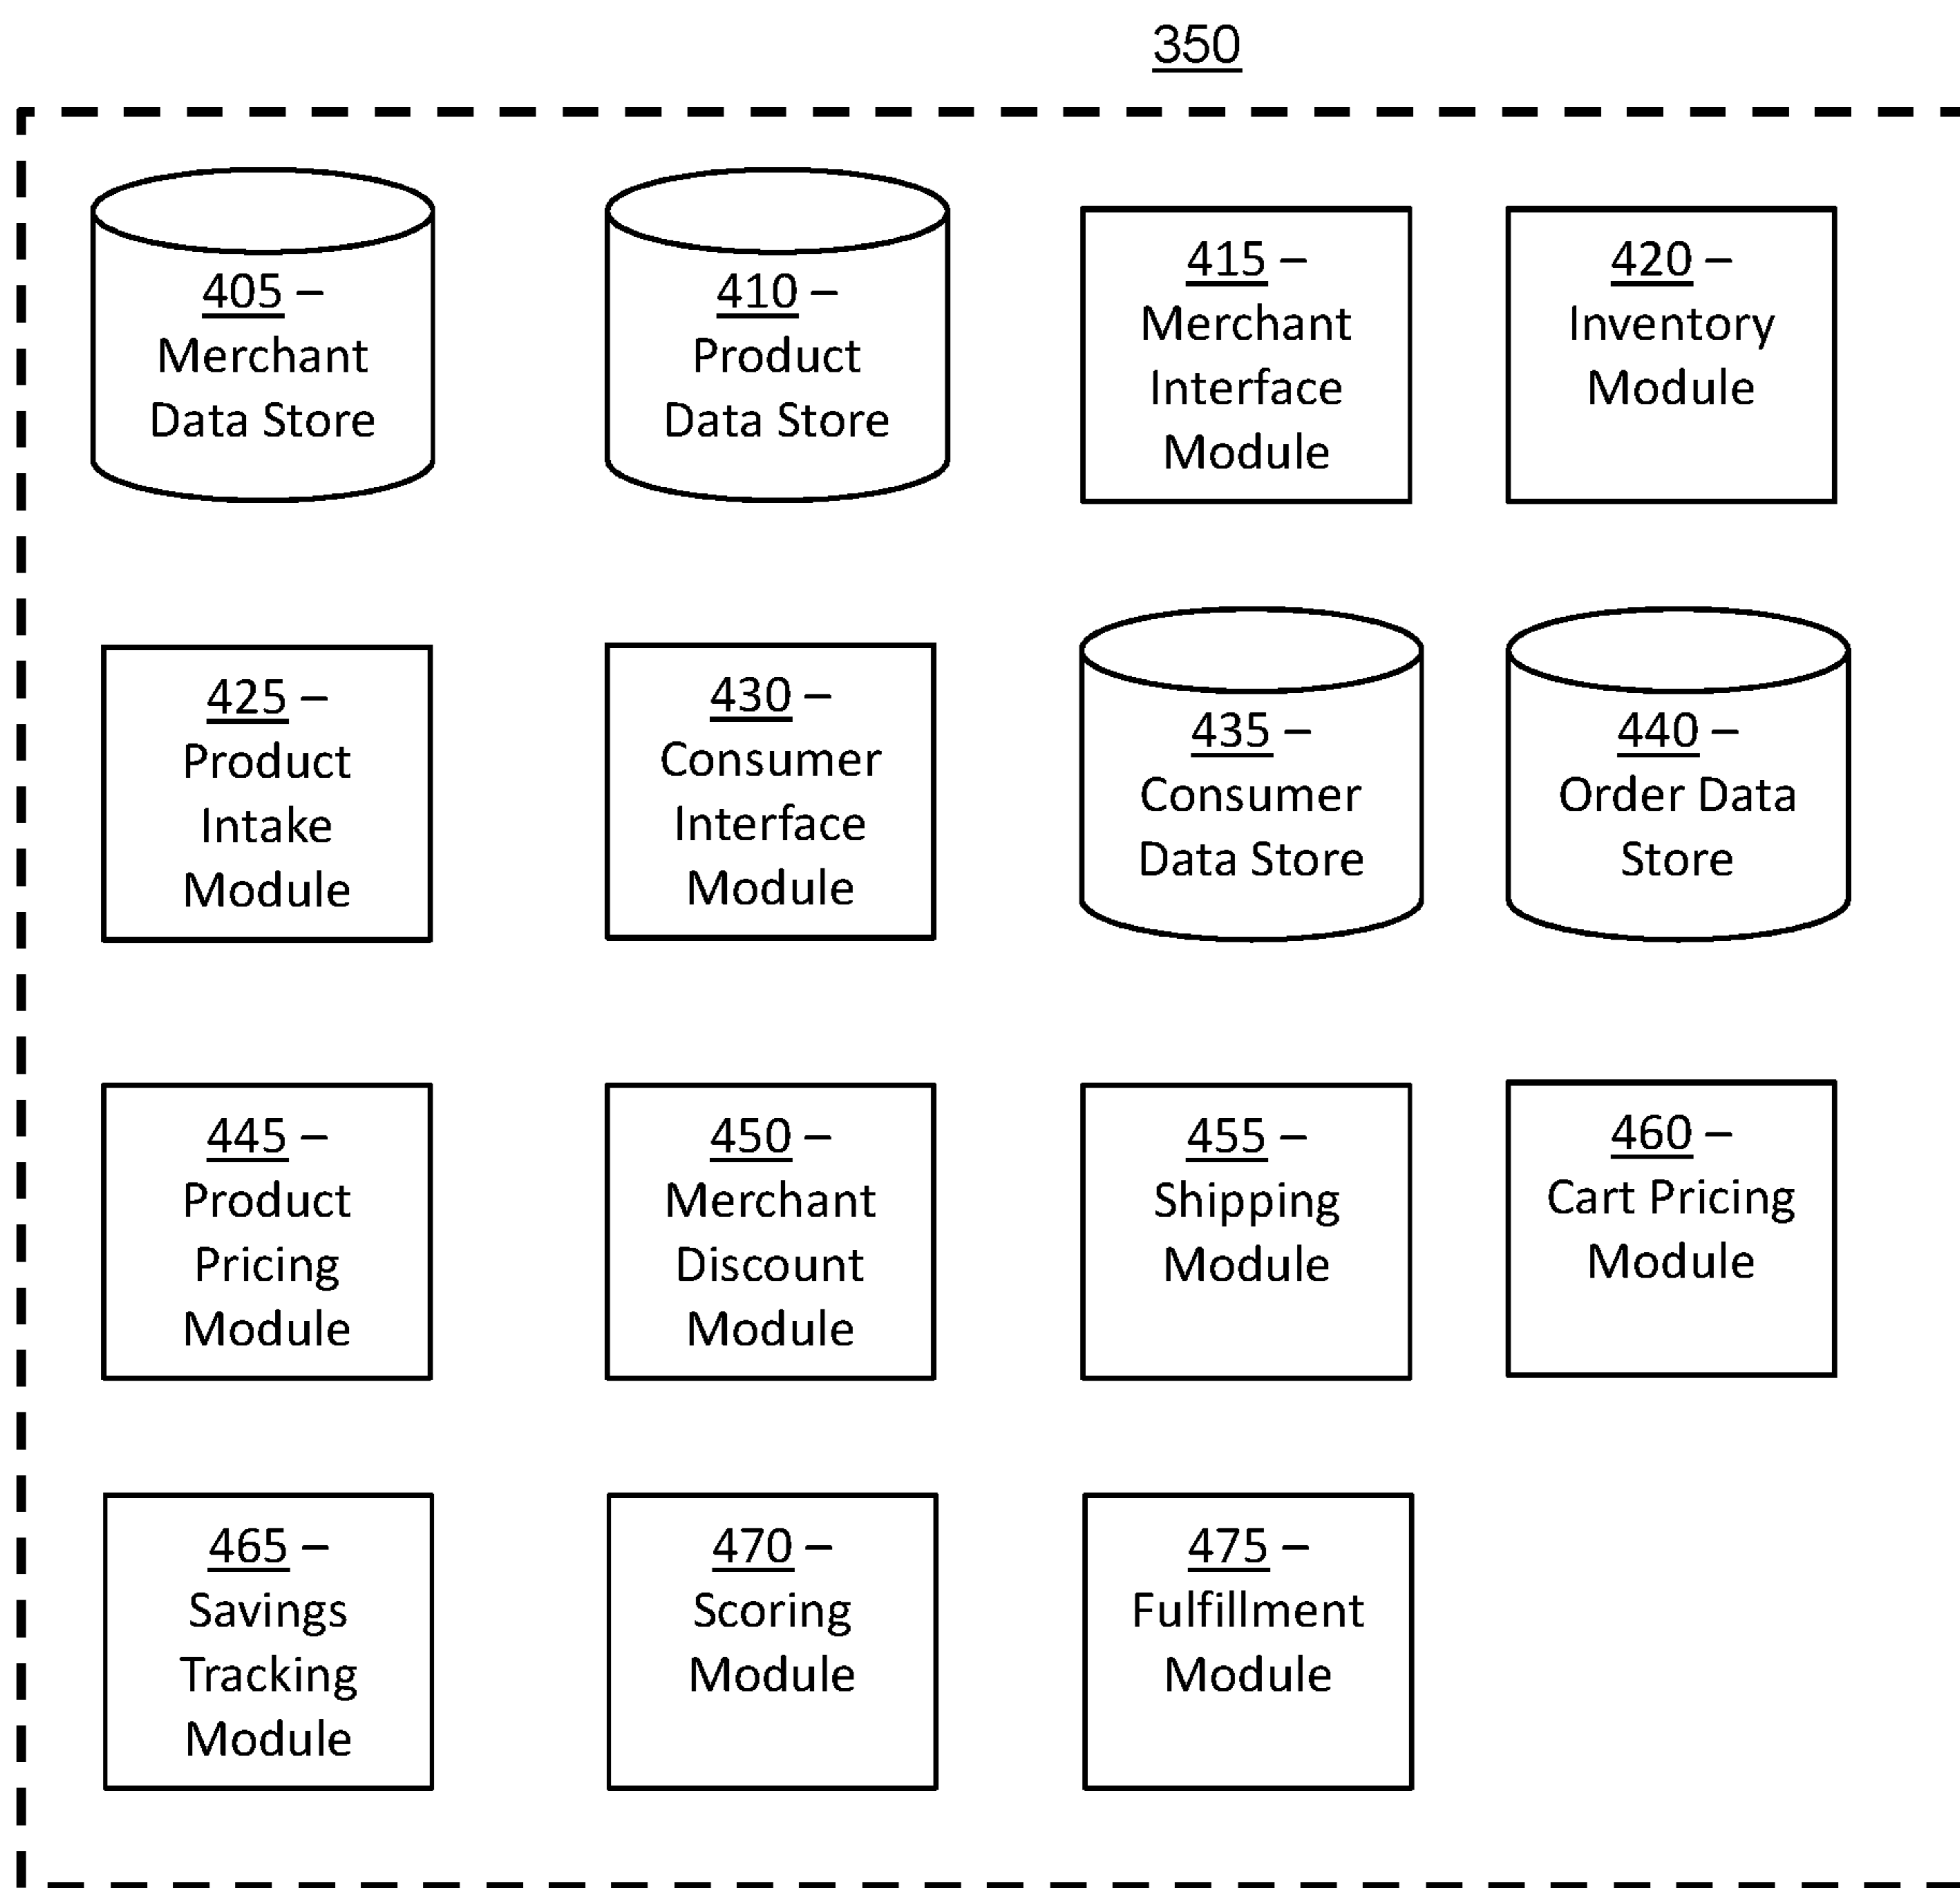 350
405 –
Merchant
Data Store
410 –
Product
Data Store
415 –
Merchant
Interface
Module
420 –
Inventory
Module
425 –
Product
Intake
Module
430 –
Consumer
Interface
Module
435 –
Consumer
Data Store
440 –
Order Data
Store
445 –
Product
Pricing
Module
450 –
Merchant
Discount
Module
455 –
Shipping
Module
460 –
Cart Pricing
Module
465 –
Savings
Tracking
Module
470 –
Scoring
Module
475 –
Fulfillment
Module